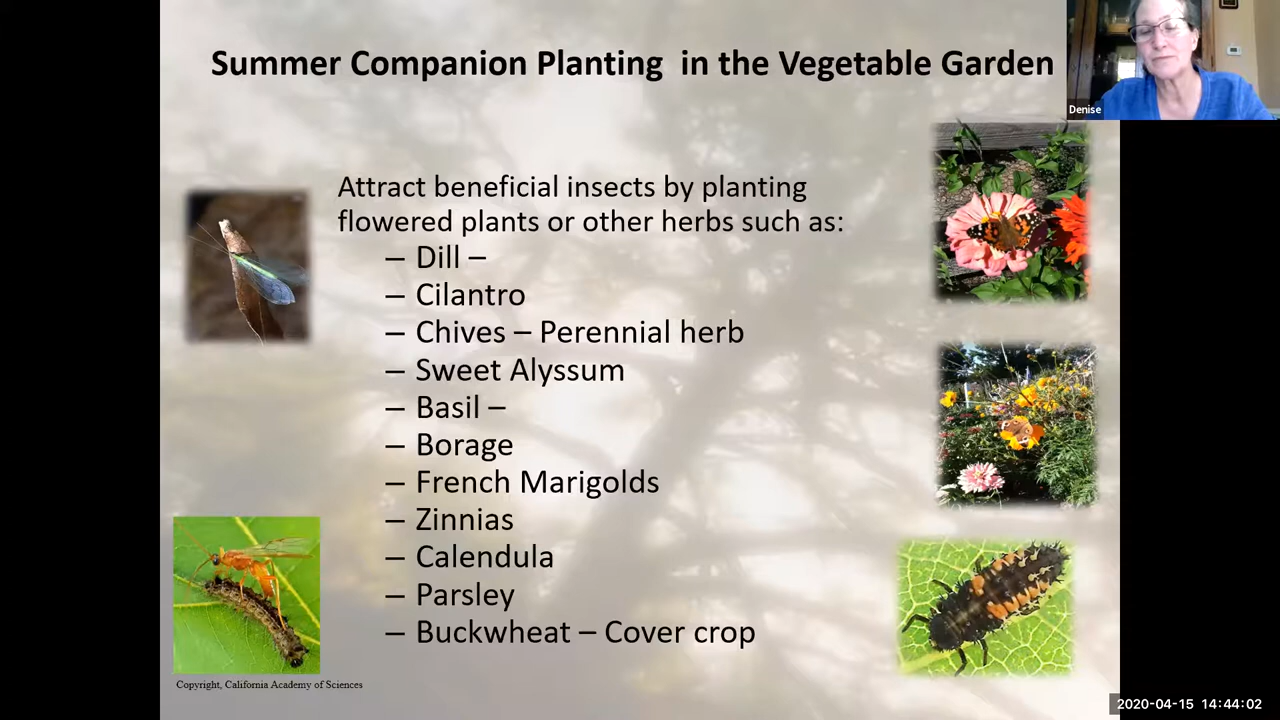 Summer Companion Planting in the Vegetable Garden
Denise
Attract beneficial insects by planting
flowered plants or other herbs such as:
– Dill –
– Cilantro
– Chives – Perennial herb
– Sweet Alyssum
– Basil –
– Borage
– French Marigolds
– Zinnias
– Calendula
– Parsley
– Buckwheat – Cover crop
Copyright, California Academy of Sciences
2020-04-15 14:44:02